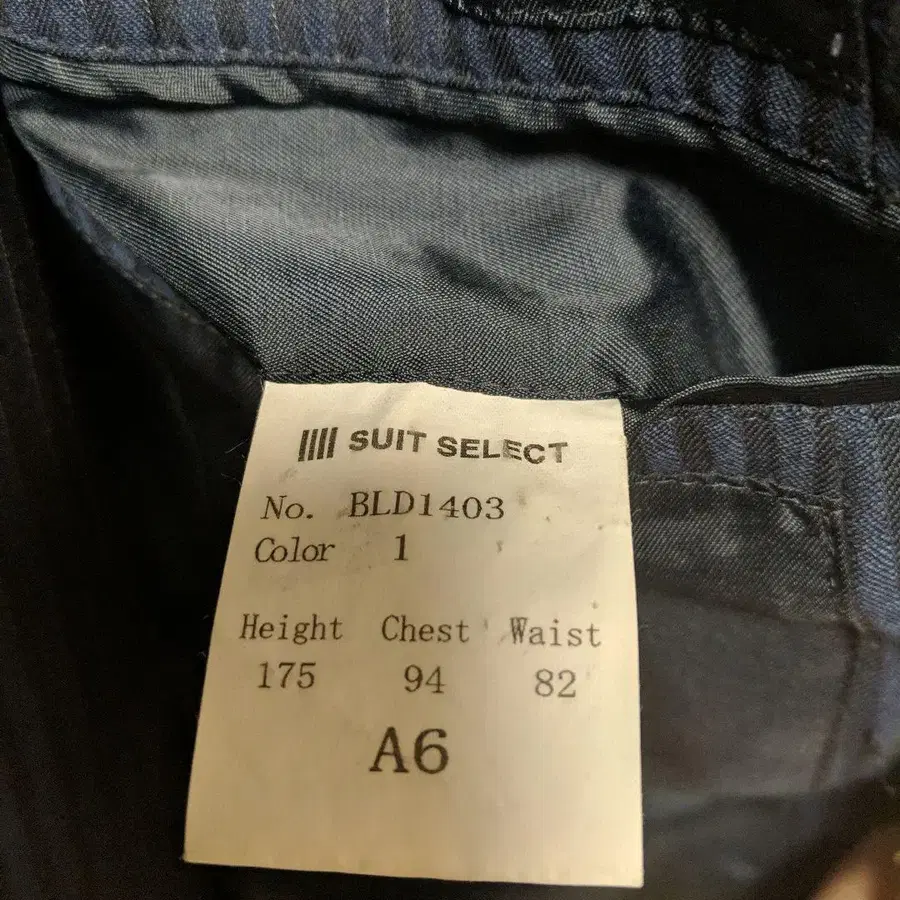 SUIT SELECT
No. BLD1403
Color 1
Height Chest Waist
175 94 82
A6